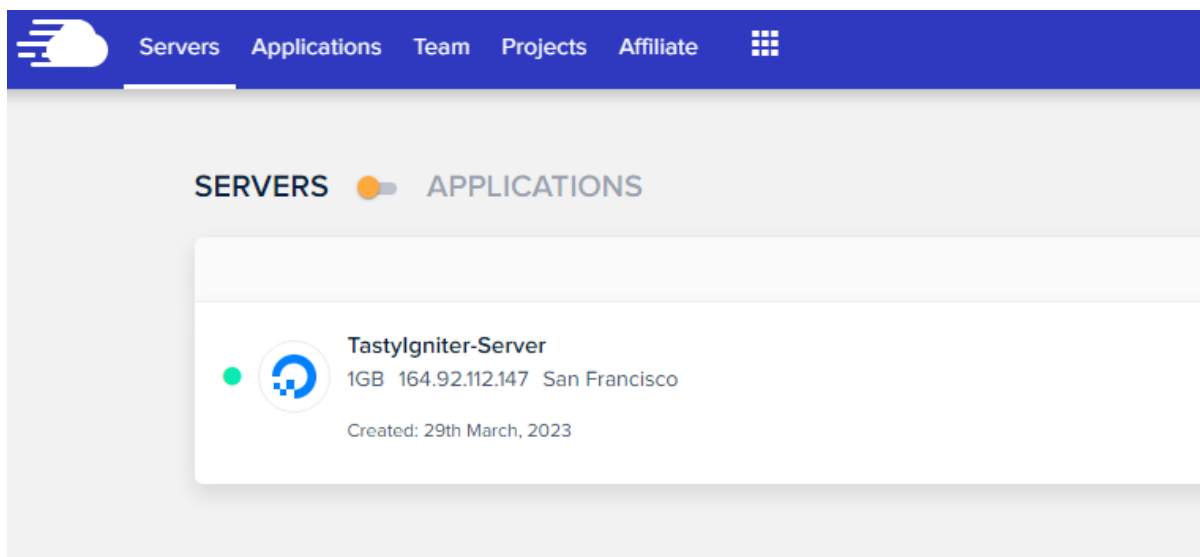 Servers Applications Team Projects Affiliate
SERVERS APPLICATIONS
TastyIgniter-Server
1GB 164.92.112.147 San Francisco
Created: 29th March, 2023